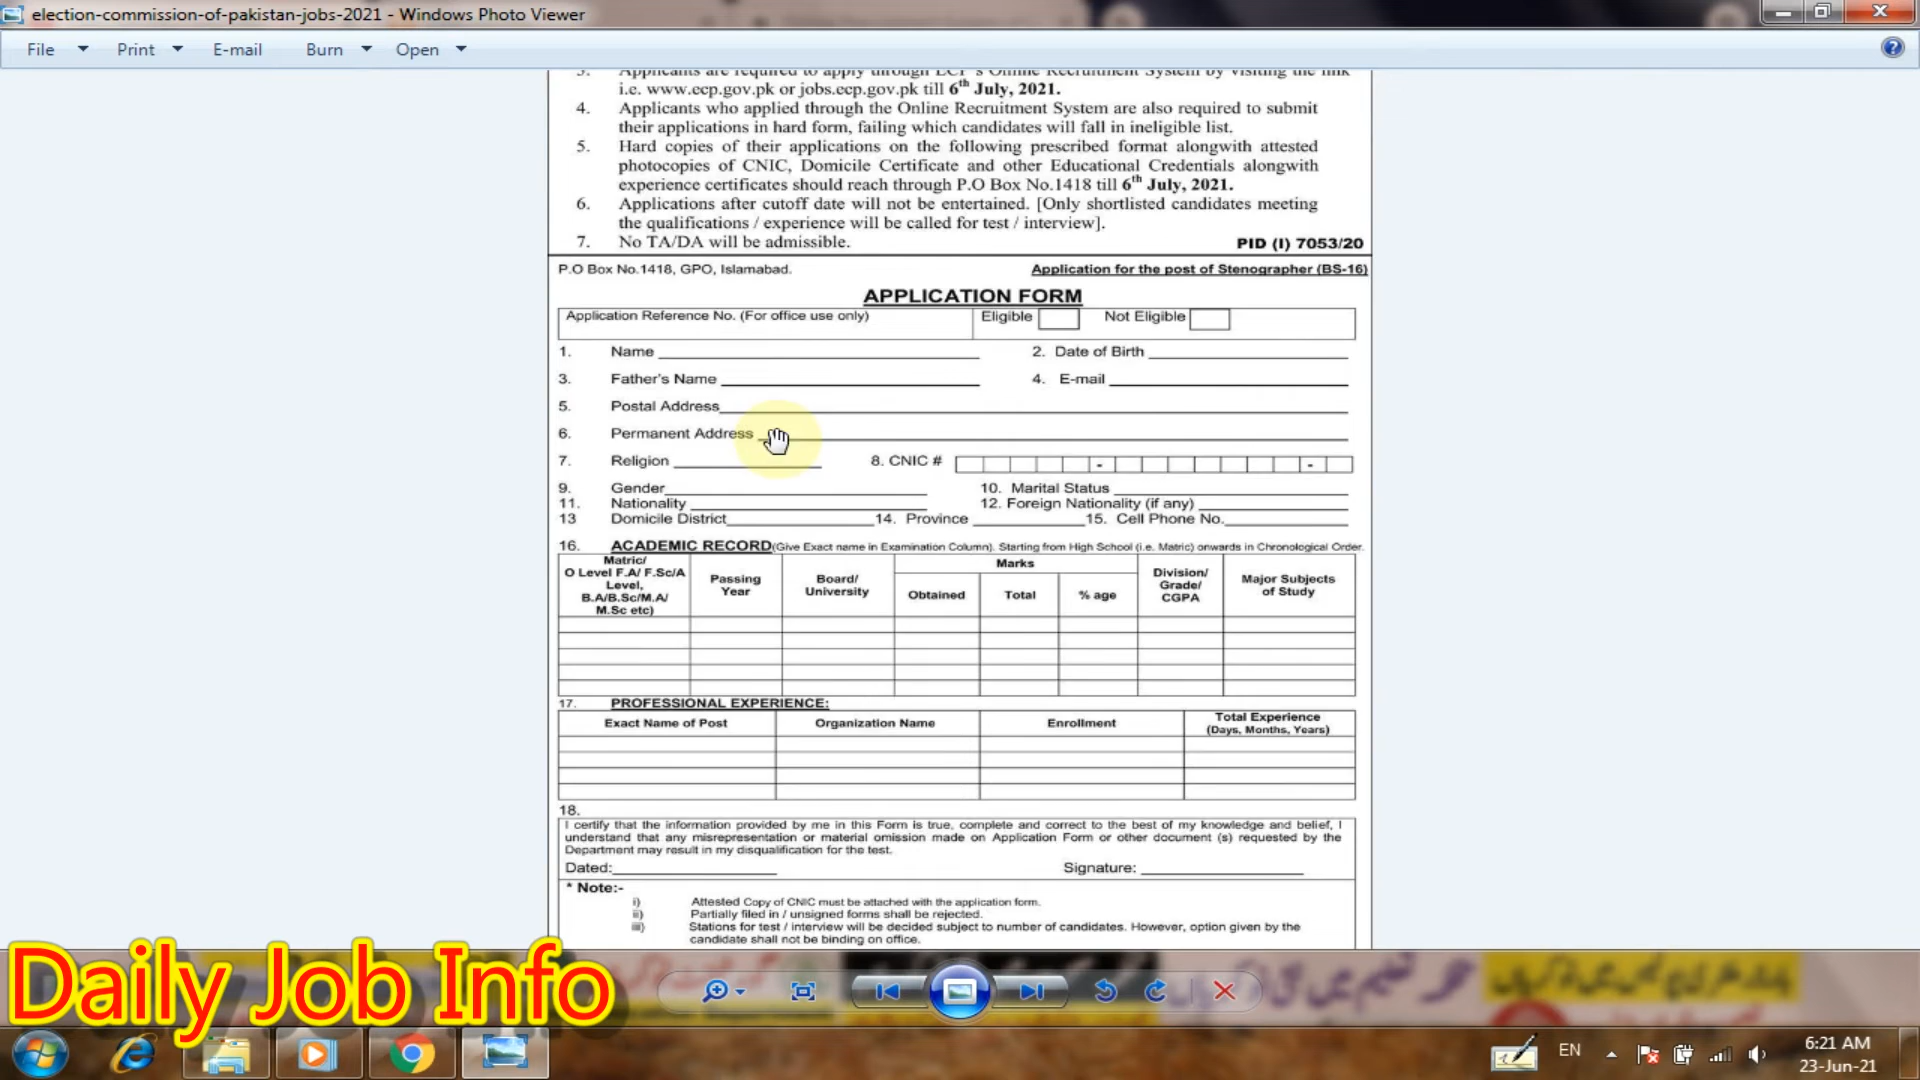 election-commission-of-pakistan-jobs-2021 - Windows Photo Viewer
File Print E-mail Burn Open
3. Applicants are required to apply through ECP's Online Recruitment System by visiting the link
i.e. www.ecp.gov.pk or jobs.ecp.gov.pk till 6th July, 2021.
4. Applicants who applied through the Online Recruitment System are also required to submit
their applications in hard form, failing which candidates will fall in ineligible list.
5. Hard copies of their applications on the following prescribed format alongwith attested
photocopies of CNIC, Domicile Certificate and other Educational Credentials alongwith
experience certificates should reach through P.O Box No.1418 till 6th July, 2021.
6. Applications after cutoff date will not be entertained. [Only shortlisted candidates meeting
the qualifications / experience will be called for test / interview].
7. No TA/DA will be admissible. PID (I) 7053/20
P.O Box No.1418, GPO, Islamabad. Application for the post of Stenographer (BS-16)
APPLICATION FORM
Application Reference No. (For office use only) Eligible Not Eligible
1. Name 2. Date of Birth
3. Father's Name 4. E-mail
5. Postal Address
6. Permanent Address
7. Religion 8. CNIC # - -
9. Gender 10. Marital Status
11. Nationality 12. Foreign Nationality (if any)
13 Domicile District 14. Province 15. Cell Phone No.
16. ACADEMIC RECORD(Give Exact name in Examination Column). Starting from High School (i.e. Matric) onwards in Chronological Order.
Matric/
O Level F.A/ F.Sc/A
Level,
B.A/B.Sc/M.A/
M.Sc etc)
Passing
Year
Board/
University
Marks
Obtained Total % age
Division/
Grade/
CGPA
Major Subjects
of Study
17. PROFESSIONAL EXPERIENCE:
Exact Name of Post Organization Name Enrollment Total Experience
(Days, Months, Years)
18.
I certify that the information provided by me in this Form is true, complete and correct to the best of my knowledge and belief, I
understand that any misrepresentation or material omission made on Application Form or other document (s) requested by the
Department may result in my disqualification for the test.
Dated: Signature:
* Note:-
i) Attested Copy of CNIC must be attached with the application form.
ii) Partially filed in / unsigned forms shall be rejected.
iii) Stations for test / interview will be decided subject to number of candidates. However, option given by the
candidate shall not be binding on office.
Daily Job Info
EN
6:21 AM
23-Jun-21